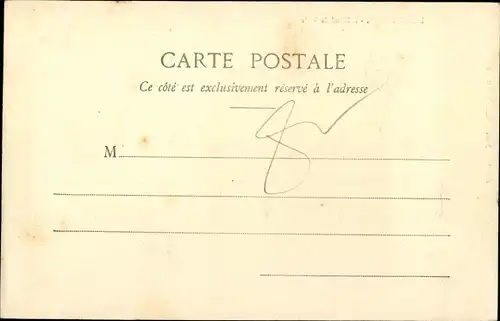 CARTE POSTALE
Ce côté est exclusivement réservé à l'adresse
M